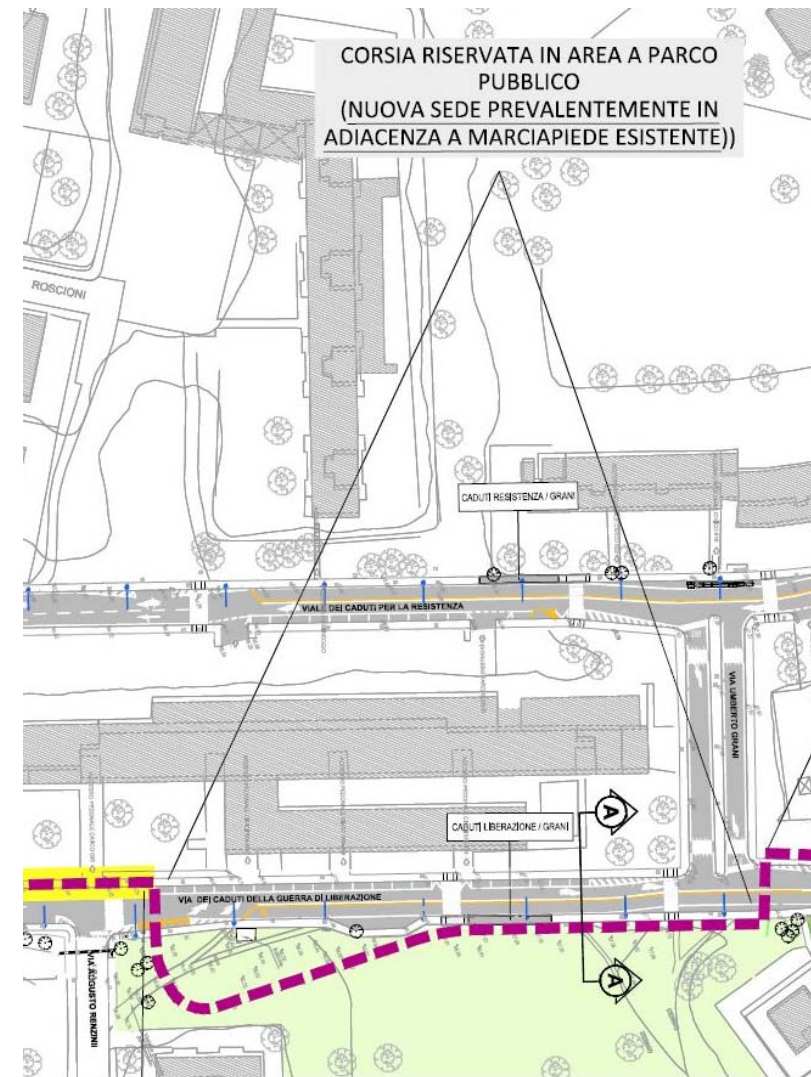 CORSIA RISERVATA IN AREA A PARCO
PUBBLICO
(NUOVA SEDE PREVALENTEMENTE IN
ADIACENZA A MARCIAPIEDE ESISTENTE))
ROSCIONI
CADUTI RESISTENZA / GRANI
VIALE DEI CADUTI PER LA RESISTENZA
VIA UMBERTO GRANI
CADUTI LIBERAZIONE / GRANI
A
VIA DEI CADUTI DELLA GUERRA DI LIBERAZIONE
A
VIA AUGUSTO RENZINI